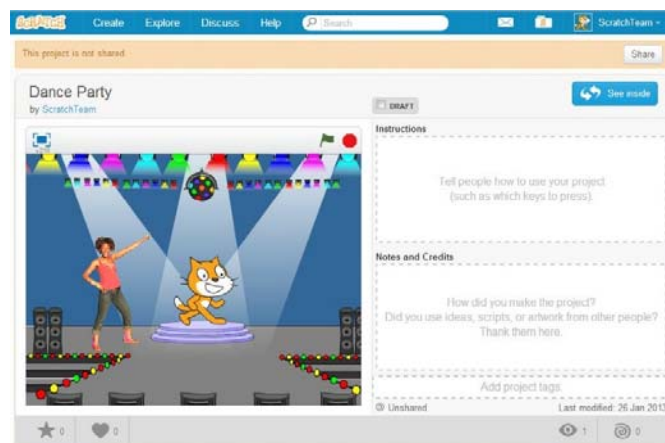 SCRATCH
Create Explore Discuss Help Search ScratchTeam
This project is not shared. Share
Dance Party
by ScratchTeam
DRAFT
See inside
Instructions
Tell people how to use your project
(such as which keys to press).
Notes and Credits
How did you make the project?
Did you use ideas, scripts, or artwork from other people?
Thank them here.
Add project tags.
Unshared Last modified: 26 Jan 2013
0 0 1 0